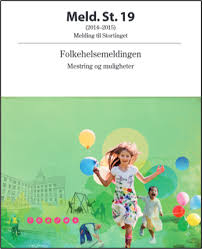 Meld. St. 19
(2014–2015)
Melding til Stortinget
Folkehelsemeldingen
Mestring og muligheter